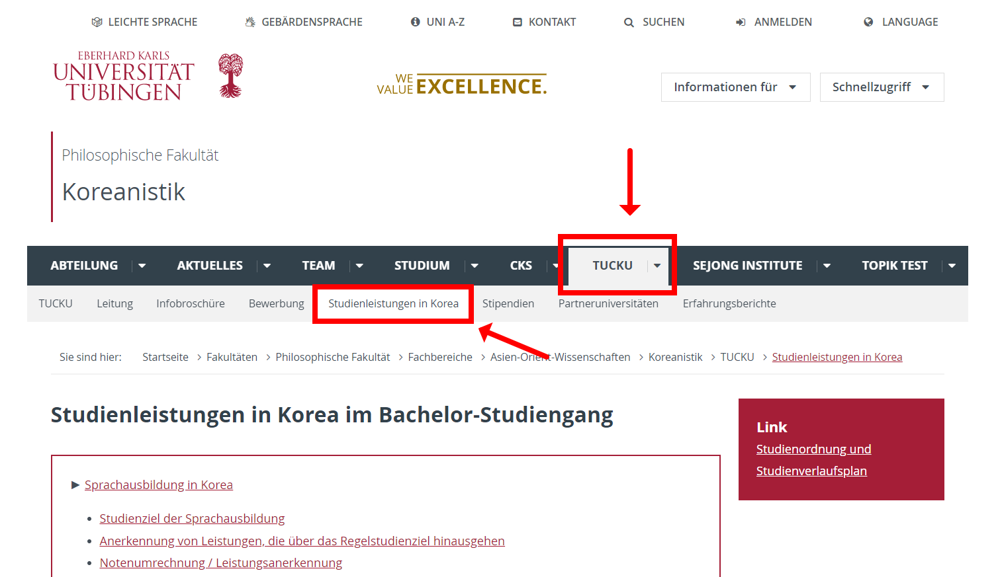 LEICHTE SPRACHE GEBÄRDENSPRACHE UNI A-Z KONTAKT SUCHEN ANMELDEN LANGUAGE
EBERHARD KARLS
UNIVERSITÄT
TÜBINGEN
WE
VALUE EXCELLENCE.
Informationen für Schnellzugriff
Philosophische Fakultät
Koreanistik
ABTEILUNG AKTUELLES TEAM STUDIUM CKS TUCKU SEJONG INSTITUTE TOPIK TEST
TUCKU Leitung Infobroschüre Bewerbung Studienleistungen in Korea Stipendien Partneruniversitäten Erfahrungsberichte
Sie sind hier: Startseite > Fakultäten > Philosophische Fakultät > Fachbereiche > Asien-Orient-Wissenschaften > Koreanistik > TUCKU > Studienleistungen in Korea
Studienleistungen in Korea im Bachelor-Studiengang
Link
Studienordnung und
Studienverlaufsplan
► Sprachausbildung in Korea
• Studienziel der Sprachausbildung
• Anerkennung von Leistungen, die über das Regelstudienziel hinausgehen
• Notenumrechnung / Leistungsanerkennung